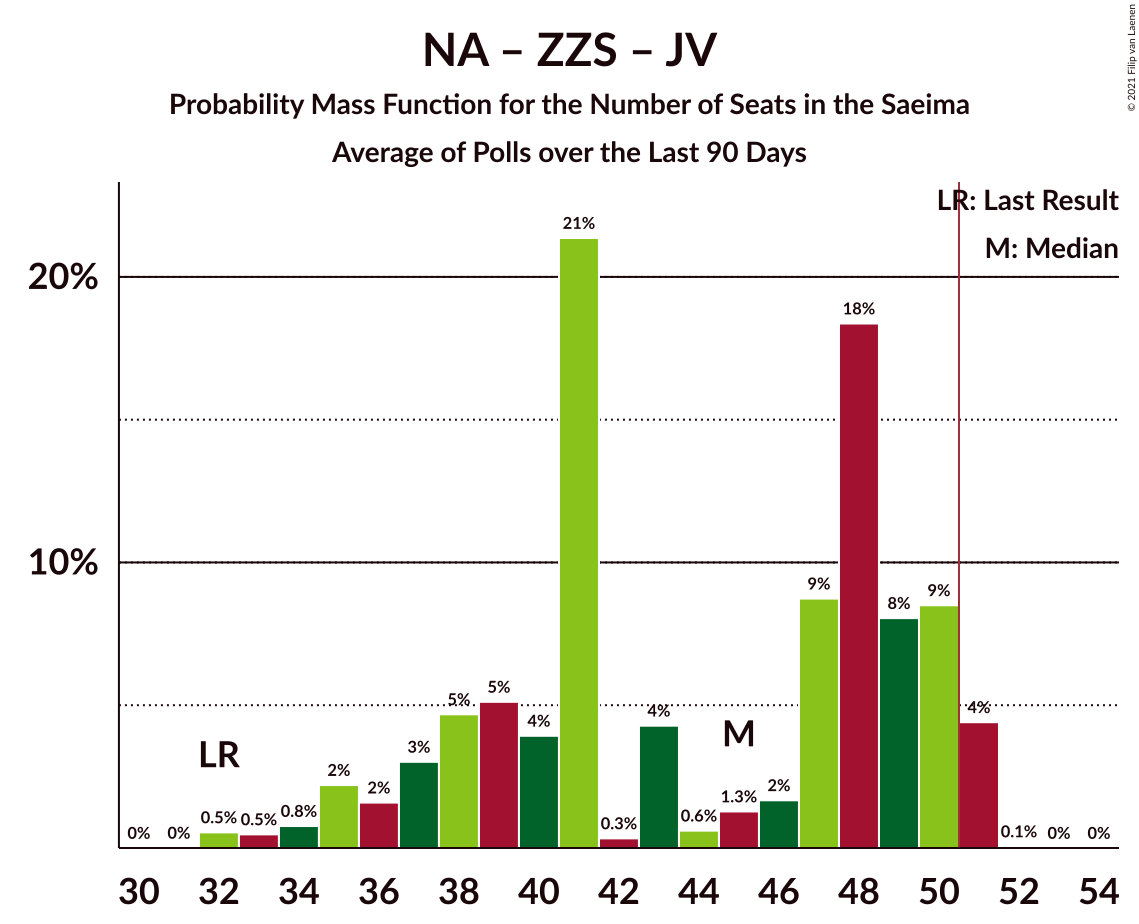 NA – ZZS – JV
Probability Mass Function for the Number of Seats in the Saeima
Average of Polls over the Last 90 Days
© 2021 Filip van Laenen
LR: Last Result
M: Median
20%
10%
0% 0% 0.5% 0.5% 0.8% 2% 2% 3% 5% 5% 4% 21% 0.3% 4% 0.6% 1.3% 2% 9% 18% 8% 9% 4% 0.1% 0% 0%
LR
M
30 32 34 36 38 40 42 44 46 48 50 52 54